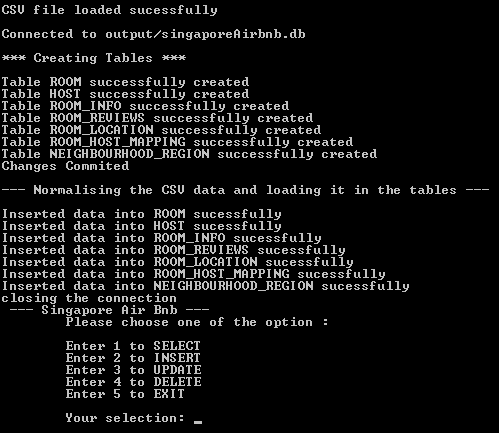 CSV file loaded sucessfully
Connected to output/singaporeAirbnb.db
*** Creating Tables ***
Table ROOM successfully created
Table HOST successfully created
Table ROOM_INFO successfully created
Table ROOM_REVIEWS successfully created
Table ROOM_LOCATION successfully created
Table ROOM_HOST_MAPPING successfully created
Table NEIGHBOURHOOD_REGION successfully created
Changes Commited
--- Normalising the CSV data and loading it in the tables ---
Inserted data into ROOM sucessfully
Inserted data into HOST sucessfully
Inserted data into ROOM_INFO sucessfully
Inserted data into ROOM_REVIEWS sucessfully
Inserted data into ROOM_LOCATION sucessfully
Inserted data into ROOM_HOST_MAPPING sucessfully
Inserted data into NEIGHBOURHOOD_REGION sucessfully
closing the connection
--- Singapore Air Bnb ---
Please choose one of the option :
Enter 1 to SELECT
Enter 2 to INSERT
Enter 3 to UPDATE
Enter 4 to DELETE
Enter 5 to EXIT
Your selection: _